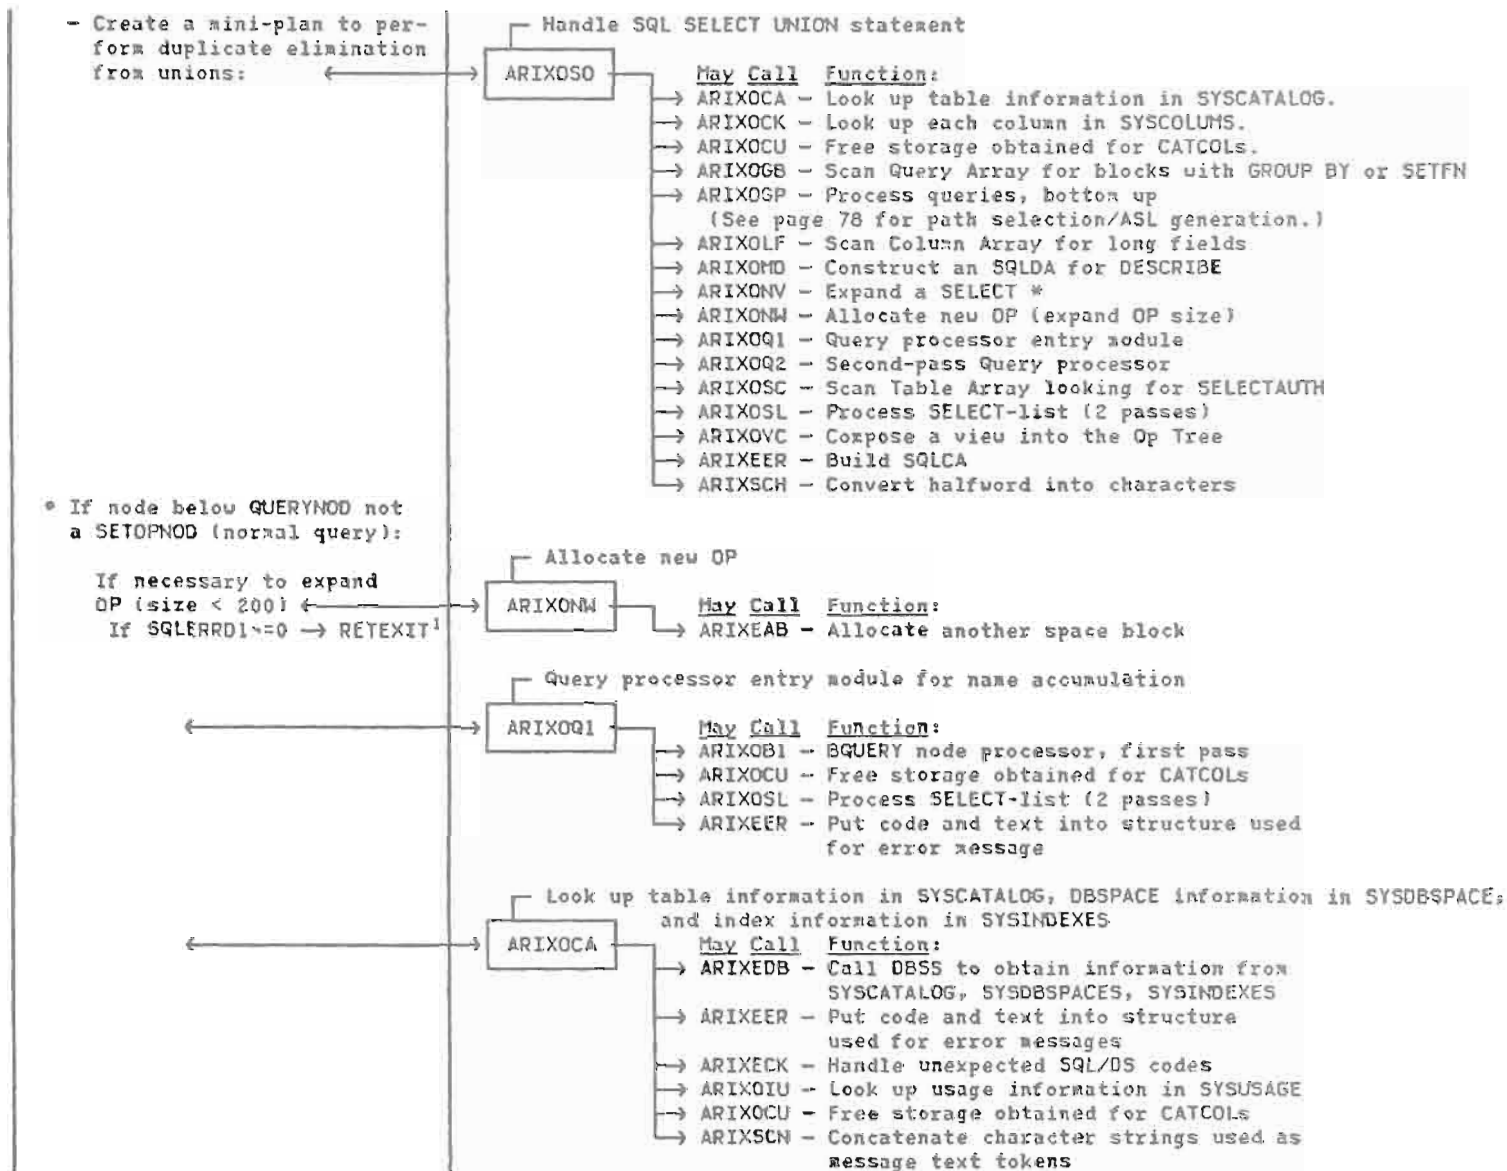 - Create a mini-plan to per-
form duplicate elimination
from unions:
Handle SQL SELECT UNION statement
ARIXOSO
May Call Function:
ARIXOCA - Look up table information in SYSCATALOG.
ARIXOCK - Look up each column in SYSCOLUMS.
ARIXOCU - Free storage obtained for CATCOLs.
ARIXOGB - Scan Query Array for blocks with GROUP BY or SETFN
ARIXOGP - Process queries, bottom up
(See page 78 for path selection/ASL generation.)
ARIXOLF - Scan Column Array for long fields
ARIXOMD - Construct an SQLDA for DESCRIBE
ARIXONV - Expand a SELECT *
ARIXONW - Allocate new OP (expand OP size)
ARIXOQ1 - Query processor entry module
ARIXOQ2 - Second-pass Query processor
ARIXOSC - Scan Table Array looking for SELECTAUTH
ARIXOSL - Process SELECT-list (2 passes)
ARIXOVC - Compose a view into the Op Tree
ARIXEER - Build SQLCA
ARIXSCH - Convert halfword into characters
• If node below QUERYNOD not
a SETOPNOD (normal query):
If necessary to expand
OP (size < 200)
If SQLERRD1¬=0 → RETEXIT¹
Allocate new OP
ARIXONW
May Call Function:
ARIXEAB - Allocate another space block
Query processor entry module for name accumulation
ARIXOQ1
May Call Function:
ARIXOB1 - BQUERY node processor, first pass
ARIXOCU - Free storage obtained for CATCOLs
ARIXOSL - Process SELECT-list (2 passes)
ARIXEER - Put code and text into structure used
for error message
Look up table information in SYSCATALOG, DBSPACE information in SYSDBSPACE,
and index information in SYSINDEXES
ARIXOCA
May Call Function:
ARIXEDB - Call DBSS to obtain information from
SYSCATALOG, SYSDBSPACES, SYSINDEXES
ARIXEER - Put code and text into structure
used for error messages
ARIXECK - Handle unexpected SQL/DS codes
ARIXOIU - Look up usage information in SYSUSAGE
ARIXOCU - Free storage obtained for CATCOLs
ARIXSCN - Concatenate character strings used as
message text tokens